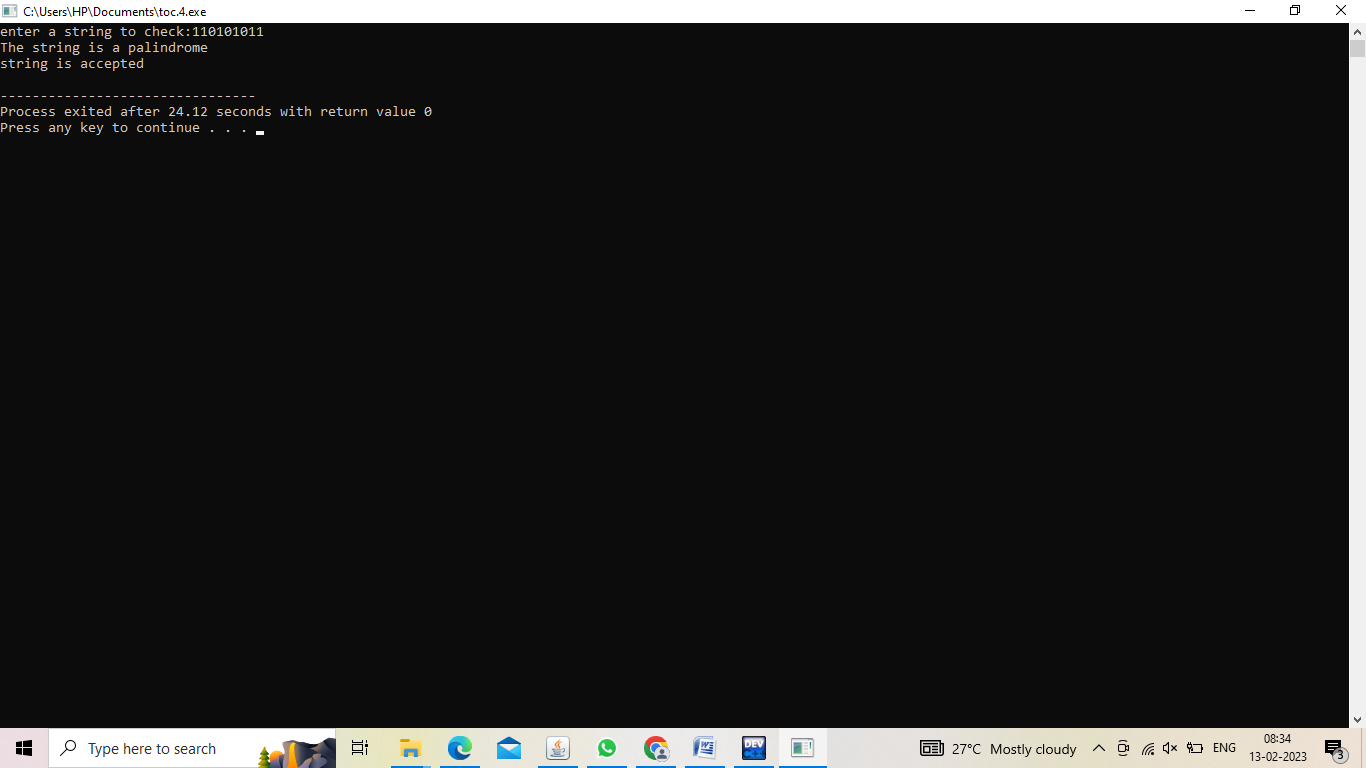 C:\Users\HP\Documents\toc.4.exe
enter a string to check:110101011
The string is a palindrome
string is accepted
--------------------------------
Process exited after 24.12 seconds with return value 0
Press any key to continue . . .
Type here to search
W
DEV
27°C Mostly cloudy
ENG
08:34
13-02-2023
3